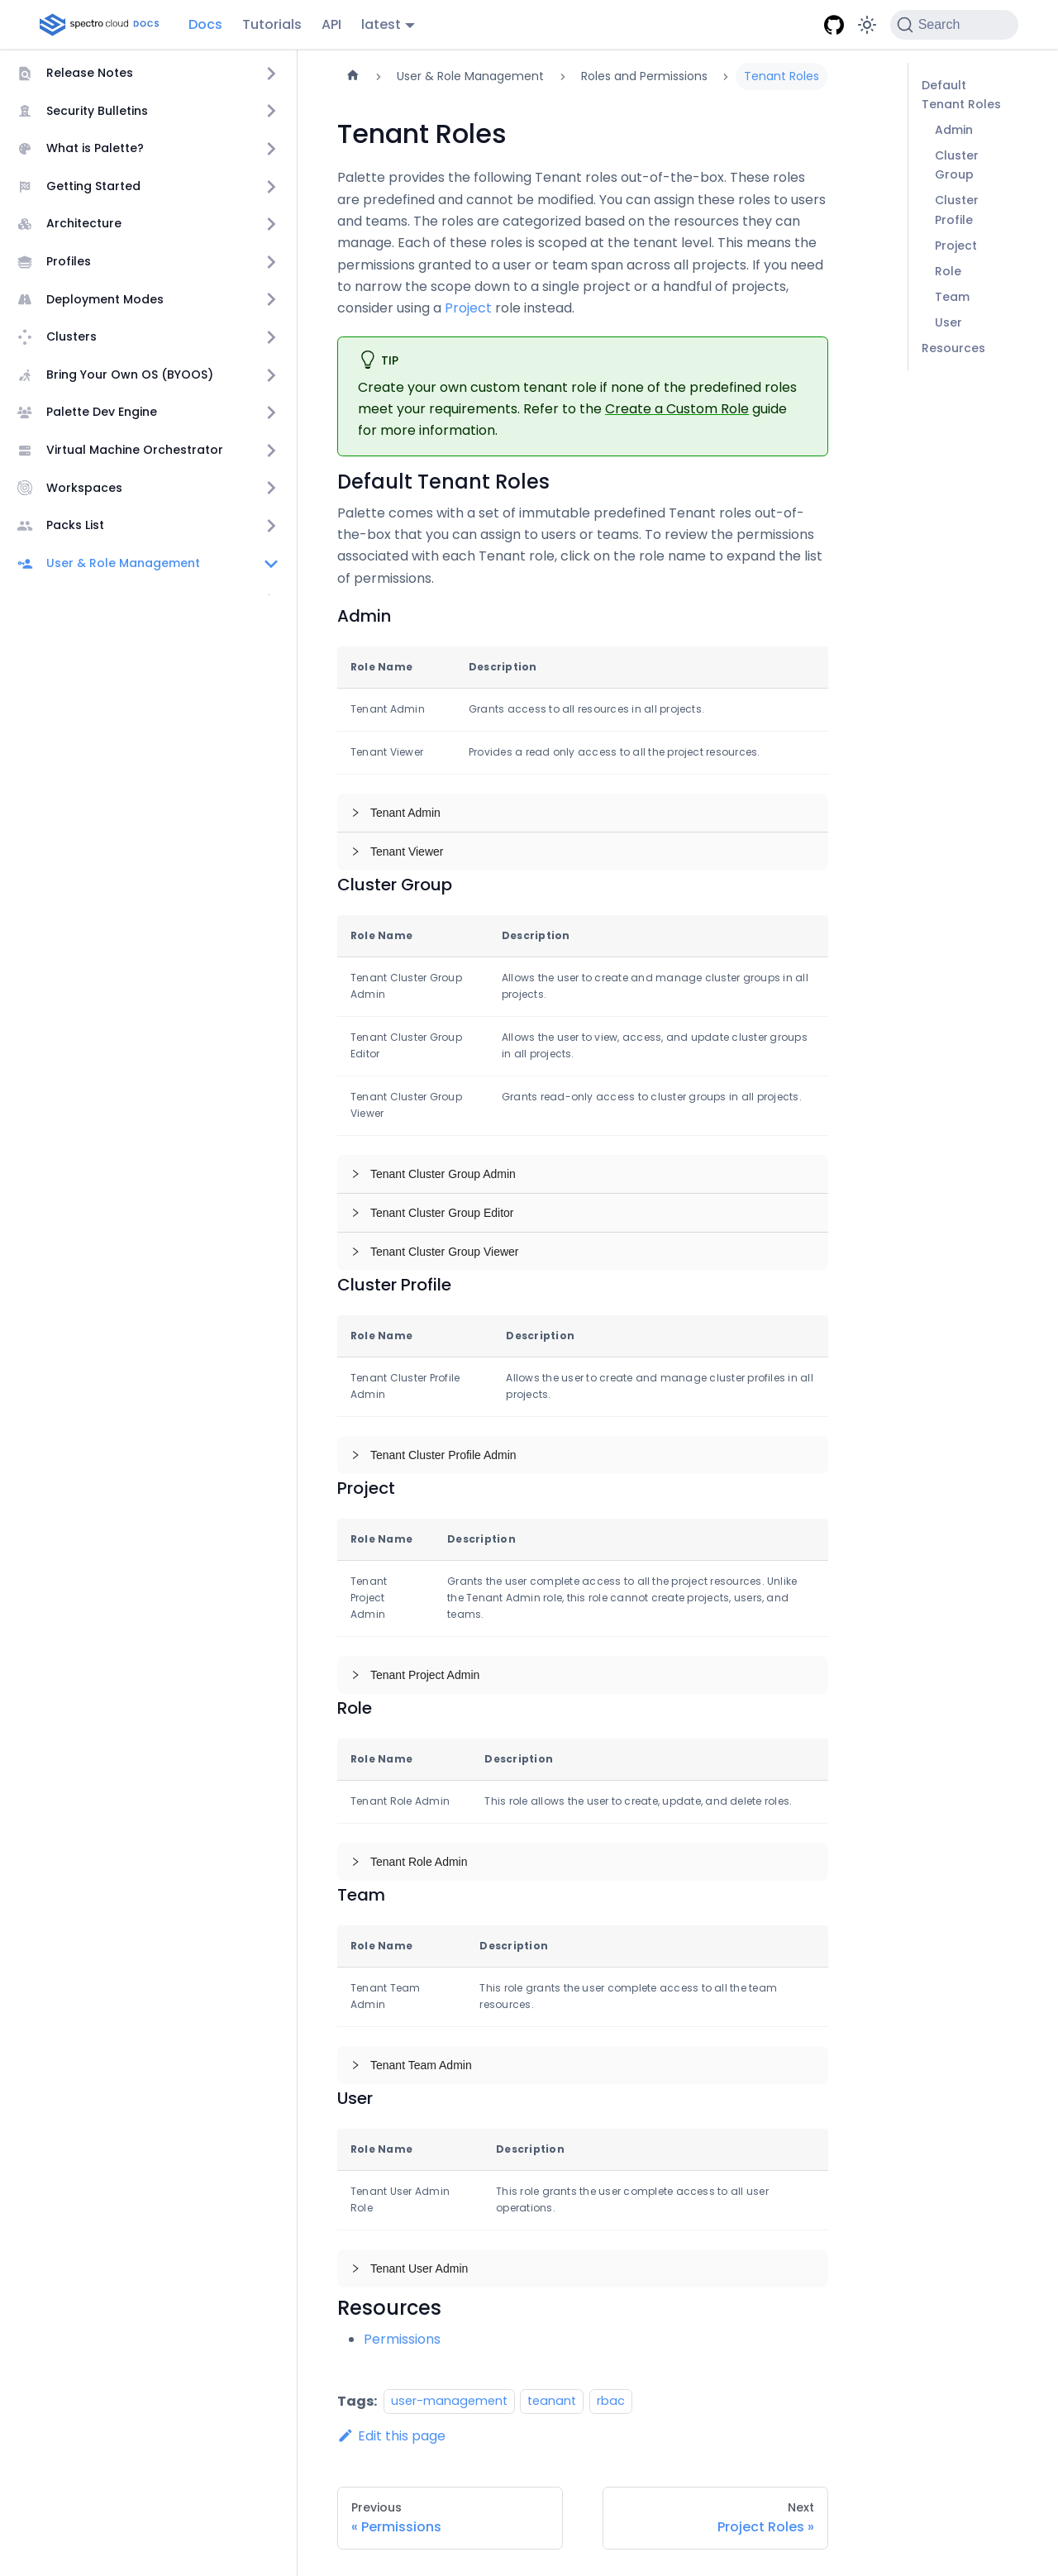 spectro cloud DOCS
Docs
Tutorials
API
latest
Search
Release Notes
Security Bulletins
What is Palette?
Getting Started
Architecture
Profiles
Deployment Modes
Clusters
Bring Your Own OS (BYOOS)
Palette Dev Engine
Virtual Machine Orchestrator
Workspaces
Packs List
User & Role Management
User & Role Management > Roles and Permissions > Tenant Roles
Tenant Roles
Palette provides the following Tenant roles out-of-the-box. These roles
are predefined and cannot be modified. You can assign these roles to users
and teams. The roles are categorized based on the resources they can
manage. Each of these roles is scoped at the tenant level. This means the
permissions granted to a user or team span across all projects. If you need
to narrow the scope down to a single project or a handful of projects,
consider using a Project role instead.
TIP
Create your own custom tenant role if none of the predefined roles
meet your requirements. Refer to the Create a Custom Role guide
for more information.
Default Tenant Roles
Palette comes with a set of immutable predefined Tenant roles out-of-
the-box that you can assign to users or teams. To review the permissions
associated with each Tenant role, click on the role name to expand the list
of permissions.
Admin
Role Name
Description
Tenant Admin
Grants access to all resources in all projects.
Tenant Viewer
Provides a read only access to all the project resources.
Tenant Admin
Tenant Viewer
Cluster Group
Role Name
Description
Tenant Cluster Group
Admin
Allows the user to create and manage cluster groups in all
projects.
Tenant Cluster Group
Editor
Allows the user to view, access, and update cluster groups
in all projects.
Tenant Cluster Group
Viewer
Grants read-only access to cluster groups in all projects.
Tenant Cluster Group Admin
Tenant Cluster Group Editor
Tenant Cluster Group Viewer
Cluster Profile
Role Name
Description
Tenant Cluster Profile
Admin
Allows the user to create and manage cluster profiles in all
projects.
Tenant Cluster Profile Admin
Project
Role Name
Description
Tenant
Project
Admin
Grants the user complete access to all the project resources. Unlike
the Tenant Admin role, this role cannot create projects, users, and
teams.
Tenant Project Admin
Role
Role Name
Description
Tenant Role Admin
This role allows the user to create, update, and delete roles.
Tenant Role Admin
Team
Role Name
Description
Tenant Team
Admin
This role grants the user complete access to all the team
resources.
Tenant Team Admin
User
Role Name
Description
Tenant User Admin
Role
This role grants the user complete access to all user
operations.
Tenant User Admin
Resources
Permissions
Tags: user-management teanant rbac
Edit this page
Previous
« Permissions
Next
Project Roles »
Default
Tenant Roles
Admin
Cluster
Group
Cluster
Profile
Project
Role
Team
User
Resources